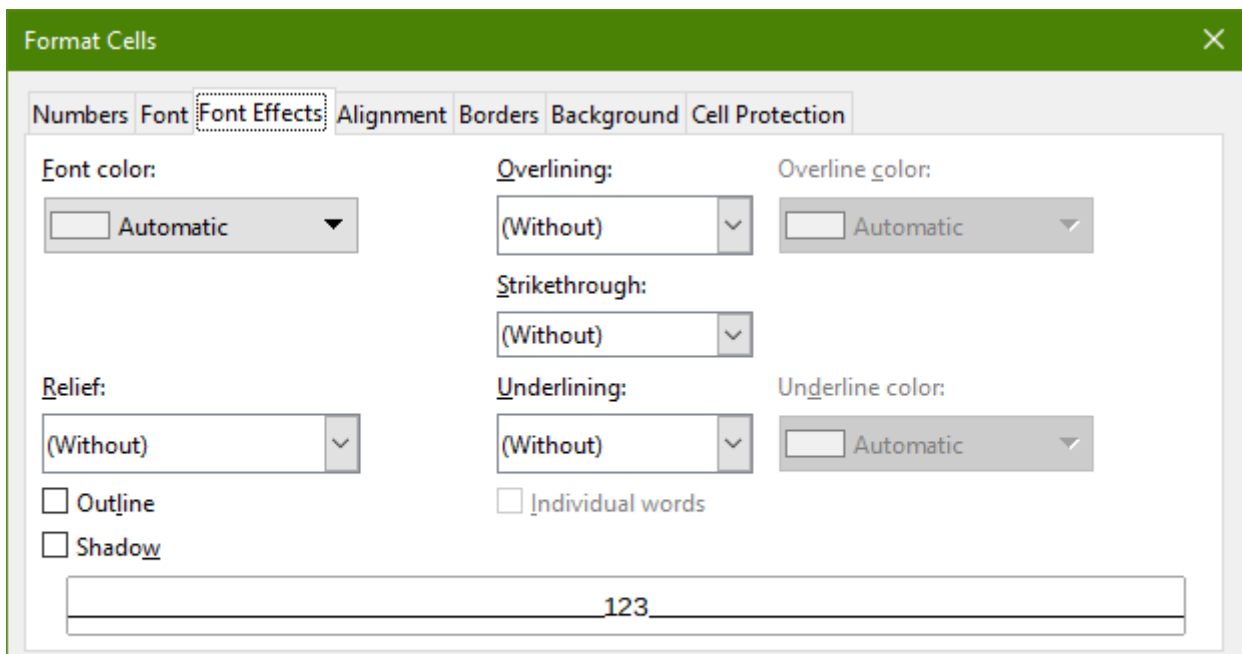 Format Cells
Numbers Font Font Effects Alignment Borders Background Cell Protection
Font color: Overlining: Overline color:
Automatic (Without) Automatic
Strikethrough:
(Without)
Relief: Underlining: Underline color:
(Without) (Without) Automatic
Outline Individual words
Shadow
123